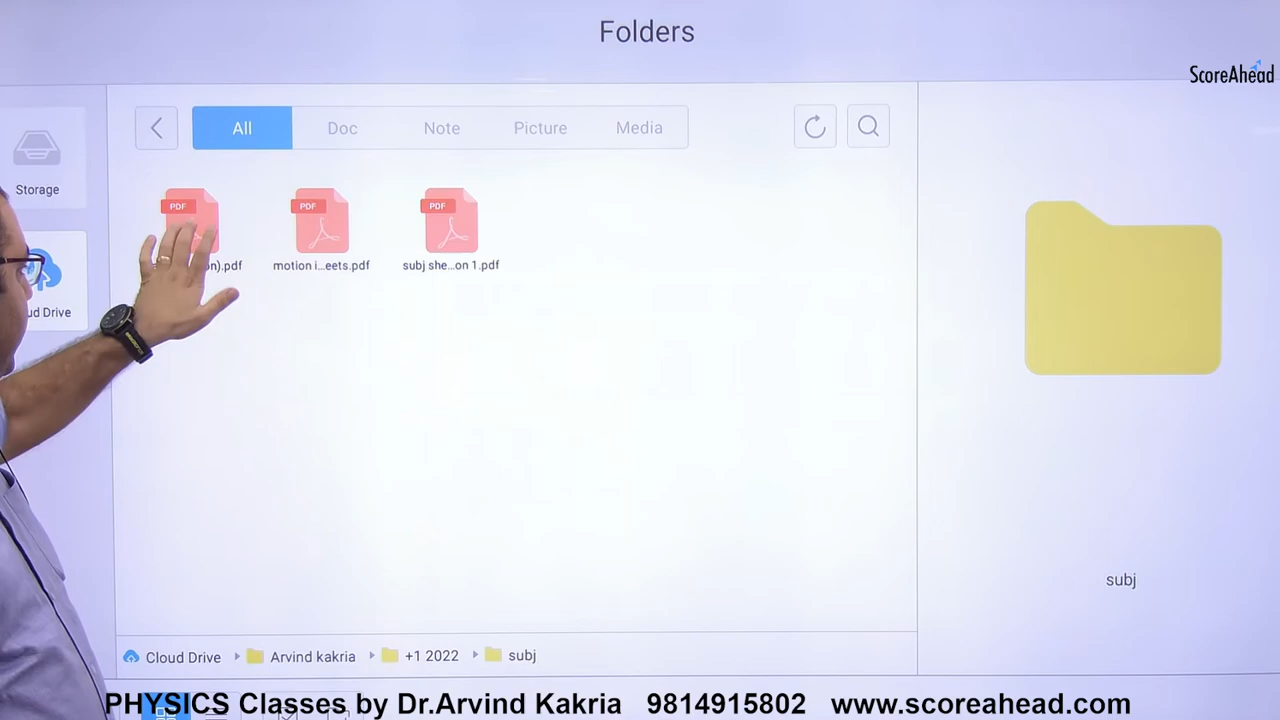 Folders
ScoreAhead
All
Doc
Note
Picture
Media
Storage
PDF
PDF
PDF
on).pdf
motion i...eets.pdf
subj she...on 1.pdf
ud Drive
subj
Cloud Drive
Arvind kakria
+1 2022
subj
PHYSICS Classes by Dr.Arvind Kakria 9814915802 www.scoreahead.com